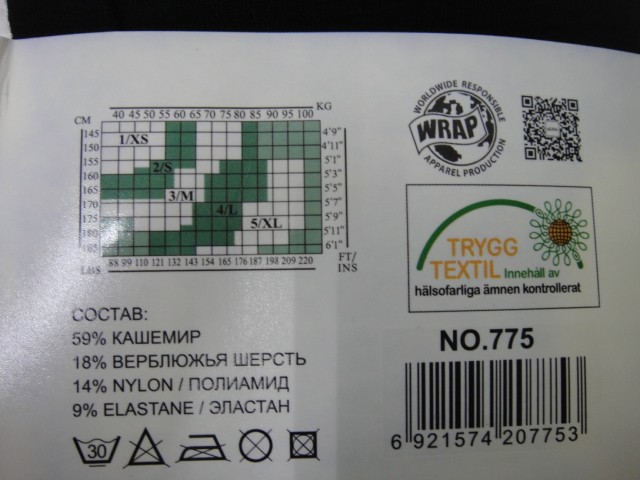 WORLDWIDE RESPONSIBLE
WRAP
APPAREL PRODUCTION
KG
40 45 50 55 60 65 70 75 80 85 90 95 100
CM
145 4'9"
1/XS 4'11"
155 2/S 5'1"
160 5'3"
165 3/M 5'5"
170 4/L 5'7"
175 5/XL 5'9"
180 5'11"
185 6'1"
LBS 88 99 110 121 132 143 154 165 176 187 198 209 220 FT/
INS
TRYGG
TEXTIL Innehåll av
hälsofarliga ämnen kontrollerat
СОСТАВ:
59% КАШЕМИР
18% ВЕРБЛЮЖЬЯ ШЕРСТЬ
14% NYLON / ПОЛИАМИД
9% ELASTANE / ЭЛАСТАН
30
NO.775
6 921574 207753